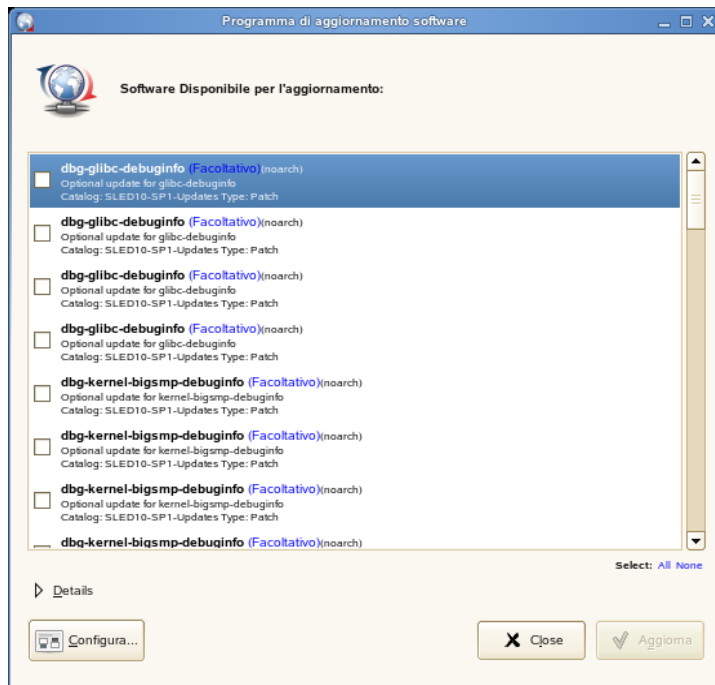 Programma di aggiornamento software
Software Disponibile per l'aggiornamento:
dbg-glibc-debuginfo (Facoltativo)(noarch)
Optional update for glibc-debuginfo
Catalog: SLED10-SP1-Updates Type: Patch
dbg-glibc-debuginfo (Facoltativo)(noarch)
Optional update for glibc-debuginfo
Catalog: SLED10-SP1-Updates Type: Patch
dbg-glibc-debuginfo (Facoltativo)(noarch)
Optional update for glibc-debuginfo
Catalog: SLED10-SP1-Updates Type: Patch
dbg-glibc-debuginfo (Facoltativo)(noarch)
Optional update for glibc-debuginfo
Catalog: SLED10-SP1-Updates Type: Patch
dbg-kernel-bigsmp-debuginfo (Facoltativo)(noarch)
Optional update for kernel-bigsmp-debuginfo
Catalog: SLED10-SP1-Updates Type: Patch
dbg-kernel-bigsmp-debuginfo (Facoltativo)(noarch)
Optional update for kernel-bigsmp-debuginfo
Catalog: SLED10-SP1-Updates Type: Patch
dbg-kernel-bigsmp-debuginfo (Facoltativo)(noarch)
Optional update for kernel-bigsmp-debuginfo
Catalog: SLED10-SP1-Updates Type: Patch
dbg-kernel-bigsmp-debuginfo (Facoltativo)(noarch)
Select: All None
Details
Configura...
Close
Aggiorna